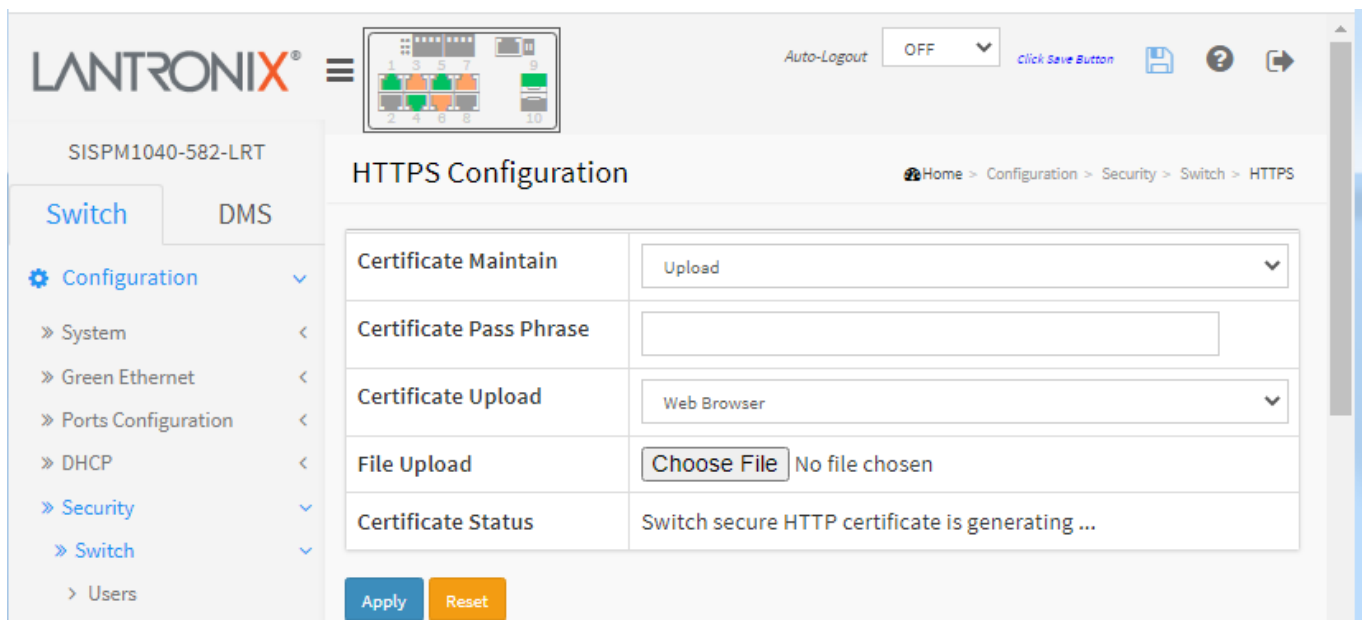 LANTRONIX®
1 3 5 7 9
2 4 6 8 10
Auto-Logout OFF Click Save Button ?
SISPM1040-582-LRT
Switch DMS
Configuration
» System
» Green Ethernet
» Ports Configuration
» DHCP
» Security
» Switch
> Users
HTTPS Configuration
Home > Configuration > Security > Switch > HTTPS
Certificate Maintain Upload
Certificate Pass Phrase
Certificate Upload Web Browser
File Upload Choose File No file chosen
Certificate Status Switch secure HTTP certificate is generating ...
Apply Reset